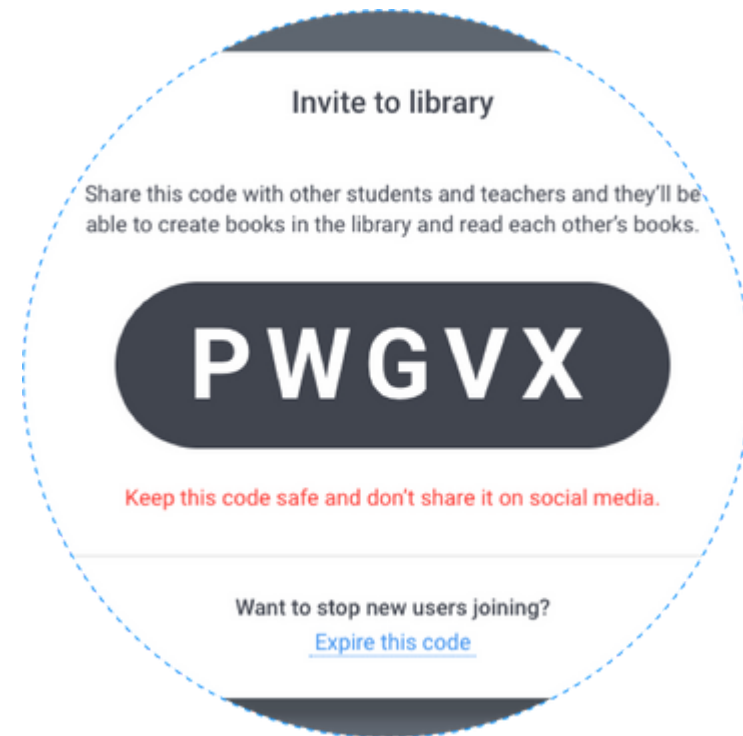 Invite to library
Share this code with other students and teachers and they'll be
able to create books in the library and read each other's books.
PWGVX
Keep this code safe and don't share it on social media.
Want to stop new users joining?
Expire this code